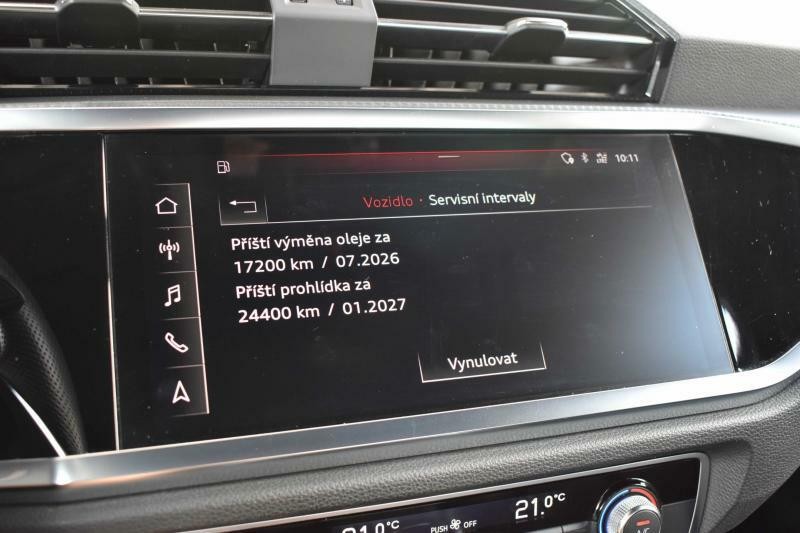 10:11
Vozidlo · Servisní intervaly
Příští výměna oleje za
17200 km / 07.2026
Příští prohlídka za
24400 km / 01.2027
Vynulovat
21.0°C
PUSH OFF
21.0°C
A/C